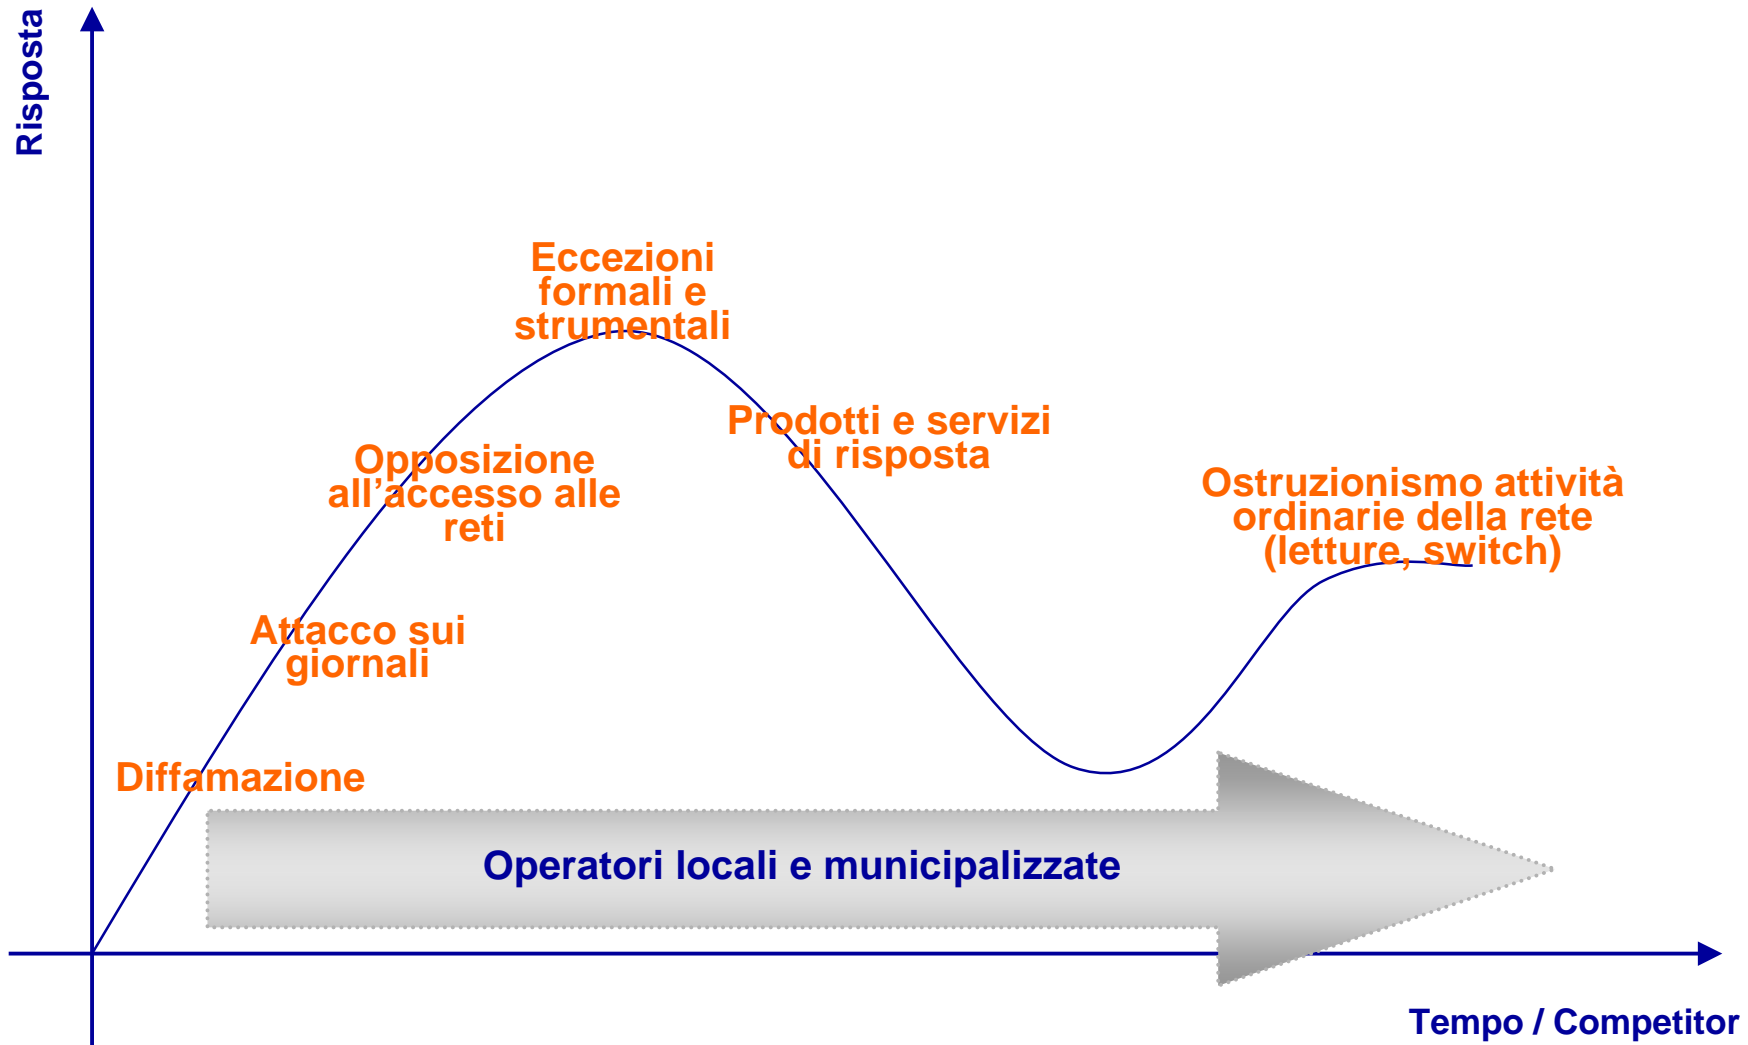 Risposta
Eccezioni
formali e
strumentali
Prodotti e servizi
di risposta
Opposizione
all’accesso alle
reti
Ostruzionismo attività
ordinarie della rete
(letture, switch)
Attacco sui
giornali
Diffamazione
Operatori locali e municipalizzate
Tempo / Competitor